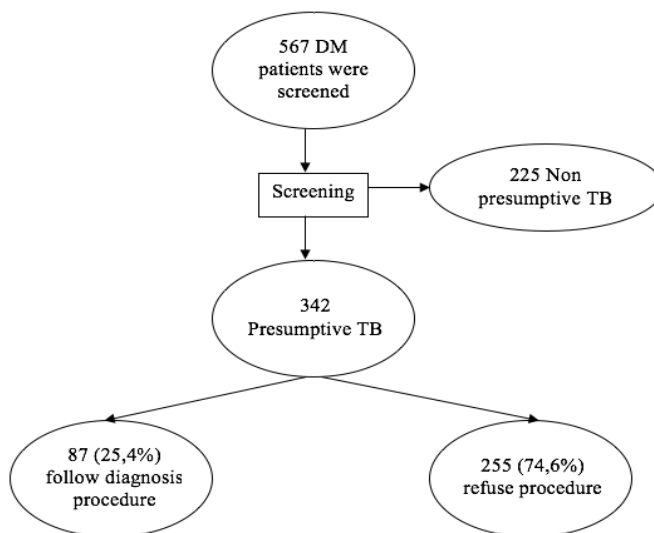 567 DM
patients were
screened
Screening
225 Non
presumptive TB
342
Presumptive TB
87 (25,4%)
follow diagnosis
procedure
255 (74,6%)
refuse procedure